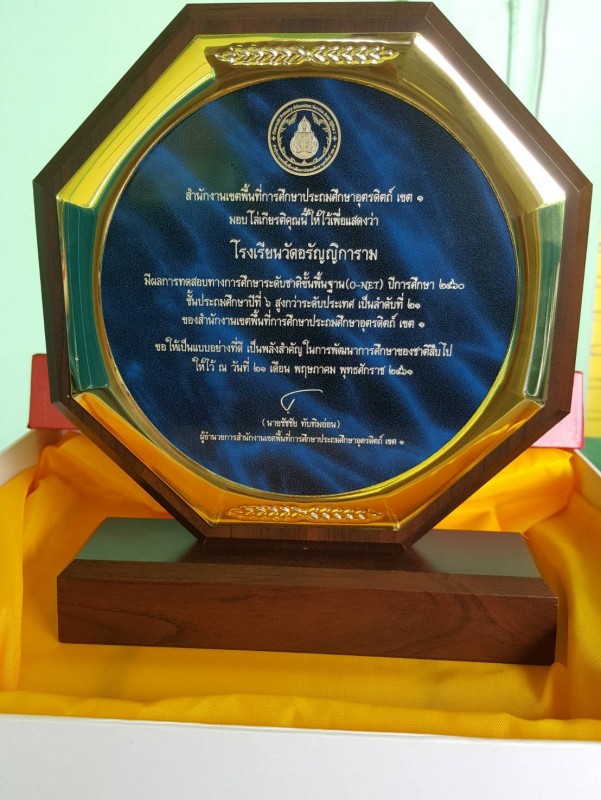 สำนักงานเขตพื้นที่การศึกษาประถมศึกษาอุตรดิตถ์ เขต ๑
มอบโล่เกียรติคุณนี้ให้ไว้เพื่อแสดงว่า
โรงเรียนวัดอรัญญิการาม
มีผลการทดสอบทางการศึกษาระดับชาติขั้นพื้นฐาน(O-NET) ปีการศึกษา ๒๕๖๐
ชั้นประถมศึกษาปีที่ ๖ สูงกว่าระดับประเทศ เป็นลำดับที่ ๒๑
ของสำนักงานเขตพื้นที่การศึกษาประถมศึกษาอุตรดิตถ์ เขต ๑
ขอให้เป็นแบบอย่างที่ดี เป็นพลังสำคัญในการพัฒนาการศึกษาของชาติสืบไป
ให้ไว้ ณ วันที่ ๒๑ เดือน พฤษภาคม พุทธศักราช ๒๕๖๑
(นายชัชชัย ทับทิมอ่อน)
ผู้อำนวยการสำนักงานเขตพื้นที่การศึกษาประถมศึกษาอุตรดิตถ์ เขต ๑